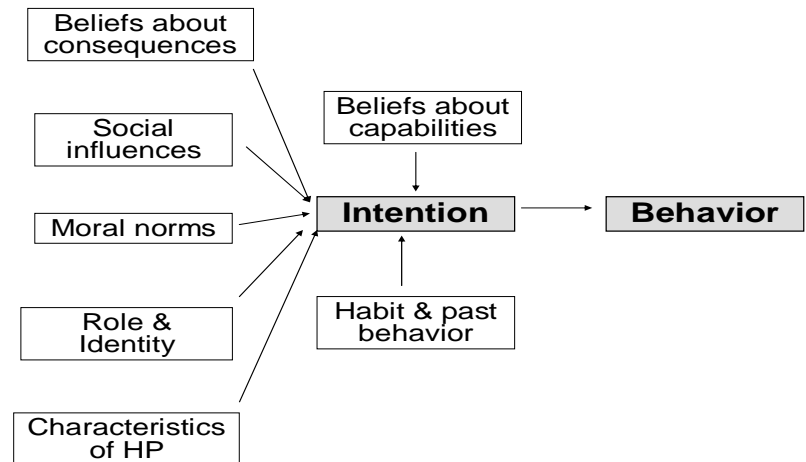 Beliefs about
consequences
Social
influences
Moral norms
Role &
Identity
Characteristics
of HP
Beliefs about
capabilities
Intention
Habit & past
behavior
Behavior